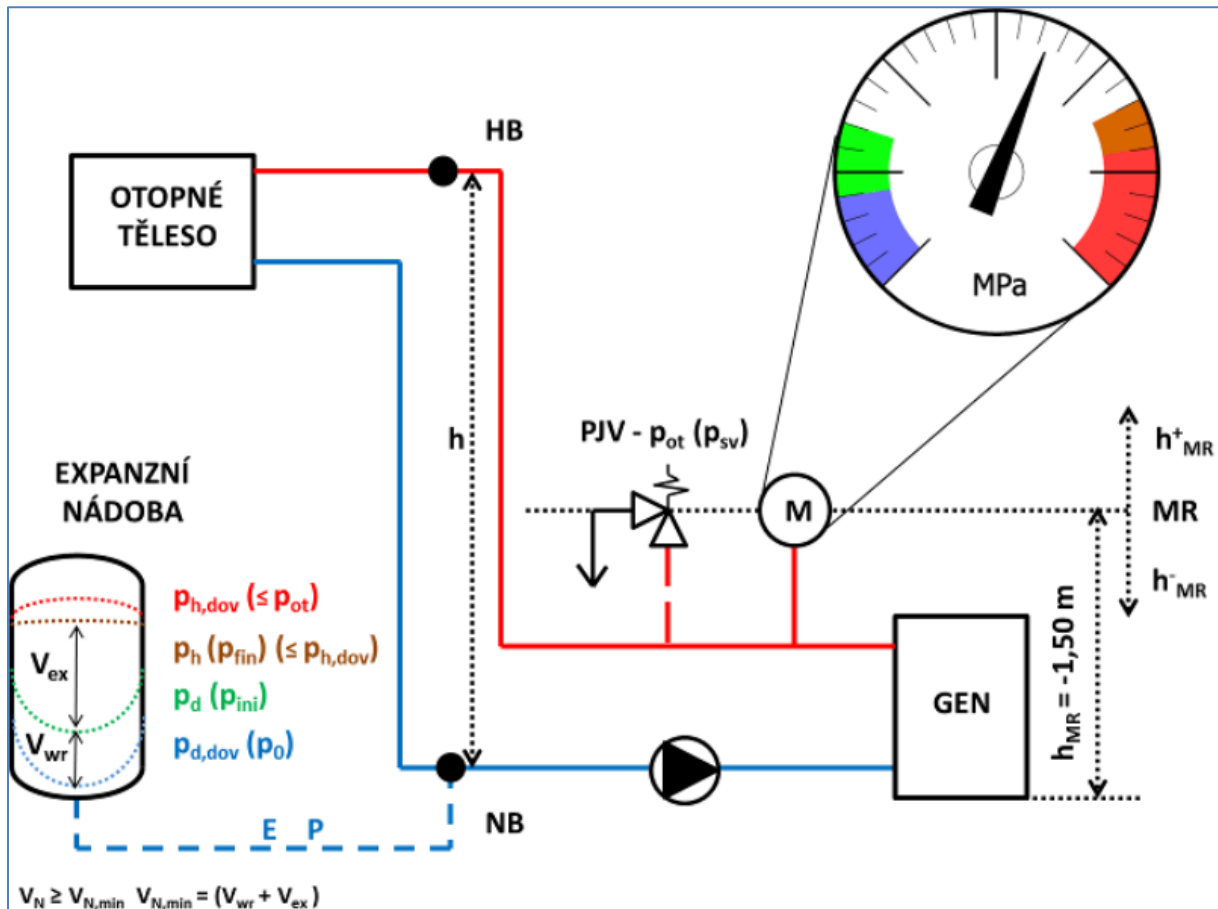 HB
OTOPNÉ
TĚLESO
MPa
h
PJV - pot (psv)
h+MR
M
MR
h-MR
EXPANZNÍ
NÁDOBA
ph,dov (≤ pot)
ph (pfin) (≤ ph,dov)
Vex
pd (pini)
Vwr
pd,dov (p0)
GEN
hMR = -1,50 m
E P
NB
VN ≥ VN,min VN,min = (Vwr + Vex)